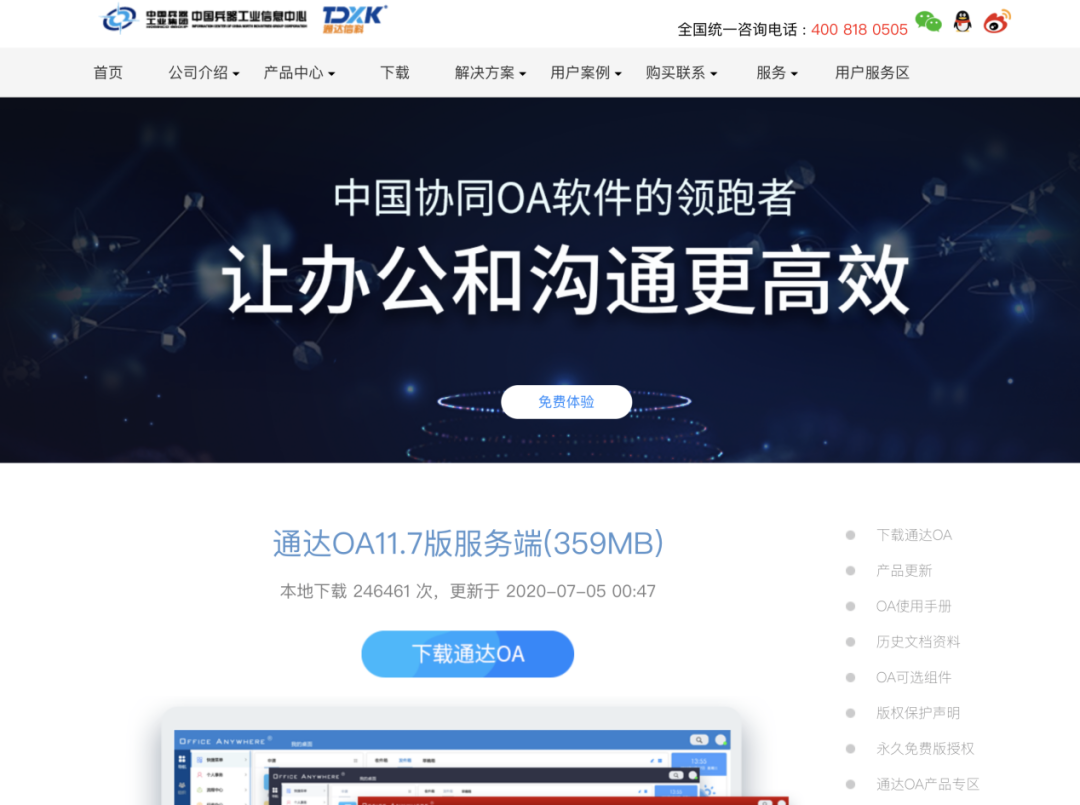 中国兵器工业集团 中国兵器工业信息中心
TDXK
通达信科
全国统一咨询电话：400 818 0505
首页 公司介绍 产品中心 下载 解决方案 用户案例 购买联系 服务 用户服务区
中国协同OA软件的领跑者
让办公和沟通更高效
免费体验
通达OA11.7版服务端(359MB)
本地下载 246461 次，更新于 2020-07-05 00:47
下载通达OA
下载通达OA
产品更新
OA使用手册
历史文档资料
OA可选组件
版权保护声明
永久免费版授权
通达OA产品专区
OFFICE ANYWHERE 我的桌面
OFFICE ANYWHERE 我的桌面